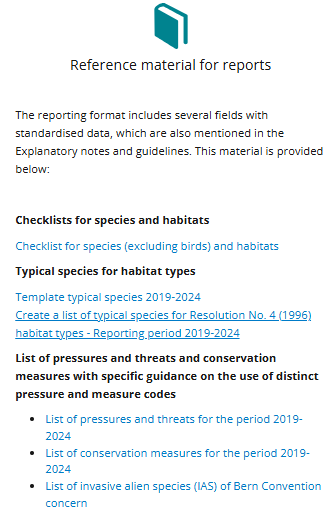 Reference material for reports
The reporting format includes several fields with
standardised data, which are also mentioned in the
Explanatory notes and guidelines. This material is provided
below:
Checklists for species and habitats
Checklist for species (excluding birds) and habitats
Typical species for habitat types
Template typical species 2019-2024
Create a list of typical species for Resolution No. 4 (1996)
habitat types - Reporting period 2019-2024
List of pressures and threats and conservation
measures with specific guidance on the use of distinct
pressure and measure codes
• List of pressures and threats for the period 2019-
2024
• List of conservation measures for the period 2019-
2024
• List of invasive alien species (IAS) of Bern Convention
concern